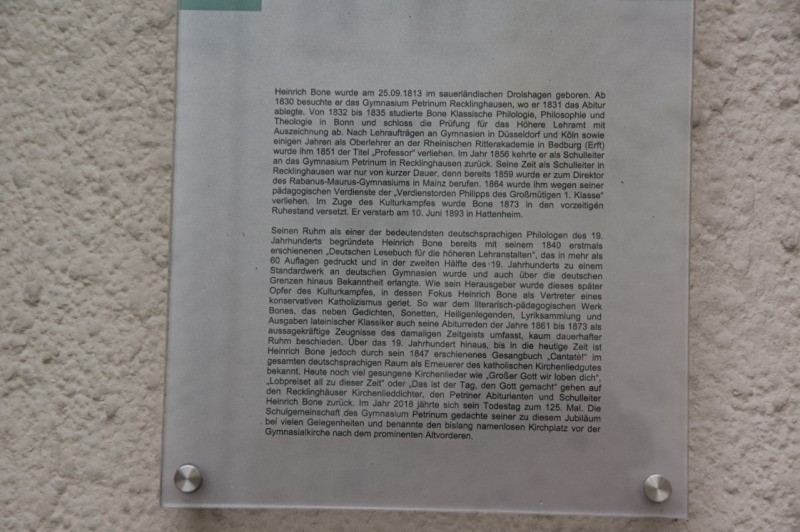 Heinrich Bone wurde am 25.09.1813 im sauerländischen Drolshagen geboren. Ab
1830 besuchte er das Gymnasium Petrinum Recklinghausen, wo er 1831 das Abitur
ablegte. Von 1832 bis 1835 studierte Bone Klassische Philologie, Philosophie und
Theologie in Bonn und schloss die Prüfung für das Höhere Lehramt mit
Auszeichnung ab. Nach Lehraufträgen an Gymnasien in Düsseldorf und Köln sowie
einigen Jahren als Oberlehrer an der Rheinischen Ritterakademie in Bedburg (Erft)
wurde ihm 1851 der Titel „Professor" verliehen. Im Jahr 1856 kehrte er als Schulleiter
an das Gymnasium Petrinum in Recklinghausen zurück. Seine Zeit als Schulleiter in
Recklinghausen war nur von kurzer Dauer, denn bereits 1859 wurde er zum Direktor
des Rabanus-Maurus-Gymnasiums in Mainz berufen. 1864 wurde ihm wegen seiner
pädagogischen Verdienste der „Verdienstorden Philipps des Großmütigen 1. Klasse"
verliehen. Im Zuge des Kulturkampfes wurde Bone 1873 in den vorzeitigen
Ruhestand versetzt. Er verstarb am 10. Juni 1893 in Hattenheim.
Seinen Ruhm als einer der bedeutendsten deutschsprachigen Philologen des 19.
Jahrhunderts begründete Heinrich Bone bereits mit seinem 1840 erstmals
erschienenen „Deutschen Lesebuch für die höheren Lehranstalten", das in mehr als
60 Auflagen gedruckt und in der zweiten Hälfte des 19. Jahrhunderts zu einem
Standardwerk an deutschen Gymnasien wurde und auch über die deutschen
Grenzen hinaus Bekanntheit erlangte. Wie sein Herausgeber wurde dieses später
Opfer des Kulturkampfes, in dessen Fokus Heinrich Bone als Vertreter eines
konservativen Katholizismus geriet. So war dem literarisch-pädagogischen Werk
Bones, das neben Gedichten, Sonetten, Heiligenlegenden, Lyriksammlung und
Ausgaben lateinischer Klassiker auch seine Abiturreden der Jahre 1861 bis 1873 als
aussagekräftige Zeugnisse des damaligen Zeitgeists umfasst, kaum dauerhafter
Ruhm beschieden. Über das 19. Jahrhundert hinaus, bis in die heutige Zeit ist
Heinrich Bone jedoch durch sein 1847 erschienenes Gesangbuch „Cantate!" im
gesamten deutschsprachigen Raum als Erneuerer des katholischen Kirchenliedgutes
bekannt. Heute noch viel gesungene Kirchenlieder wie „Großer Gott wir loben dich",
„Lobpreiset all zu dieser Zeit" oder „Das ist der Tag, den Gott gemacht" gehen auf
den Recklinghäuser Kirchenlieddichter, den Petriner Abiturienten und Schulleiter
Heinrich Bone zurück. Im Jahr 2018 jährte sich sein Todestag zum 125. Mal. Die
Schulgemeinschaft des Gymnasium Petrinum gedachte seiner zu diesem Jubiläum
bei vielen Gelegenheiten und benannte den bislang namenlosen Kirchplatz vor der
Gymnasialkirche nach dem prominenten Altvorderen.